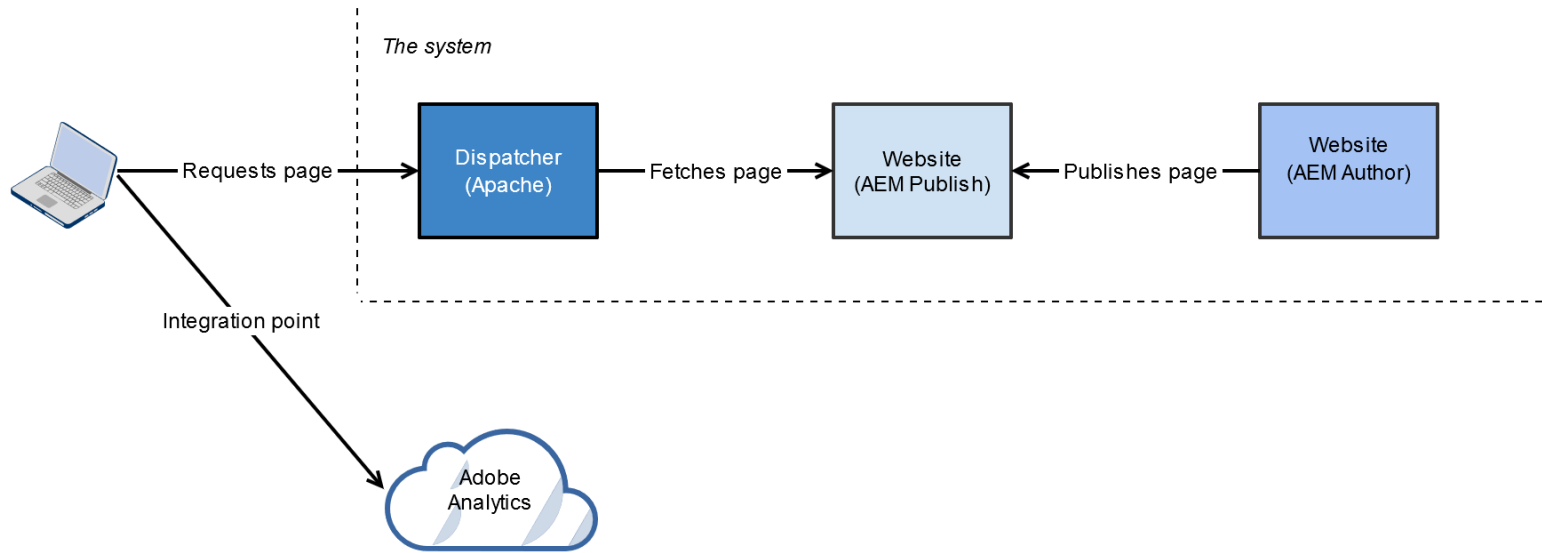 The system
Requests page
Dispatcher
(Apache)
Fetches page
Website
(AEM Publish)
Publishes page
Website
(AEM Author)
Integration point
Adobe
Analytics